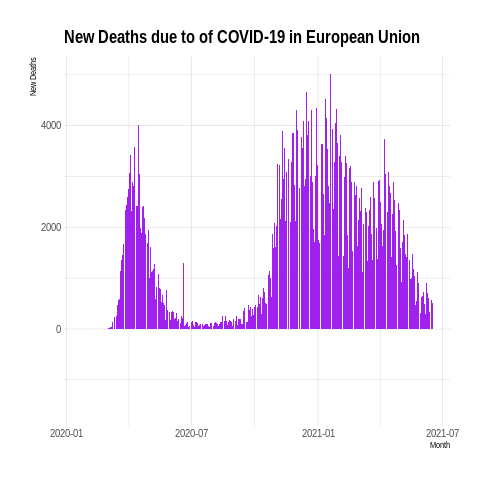 New Deaths due to of COVID-19 in European Union
New Deaths
4000
2000
0
2020-01
2020-07
2021-01
2021-07
Month